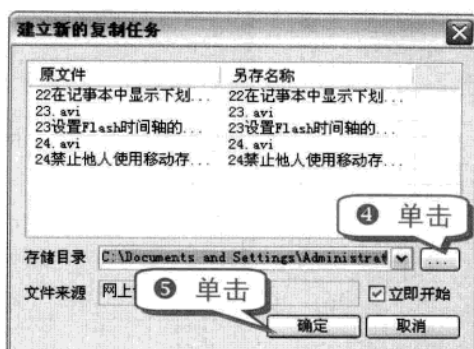 建立新的复制任务
原文件 另存名称
22在记事本中显示下划... 22在记事本中显示下划...
23.avi 23.avi
23设置Flash时间轴的... 23设置Flash时间轴的...
24.avi 24.avi
24禁止他人使用移动存... 24禁止他人使用移动存...
❹ 单击
存储目录 C:\Documents and Settings\Administra ...
文件来源 网上 ❺ 单击 立即开始
确定 取消